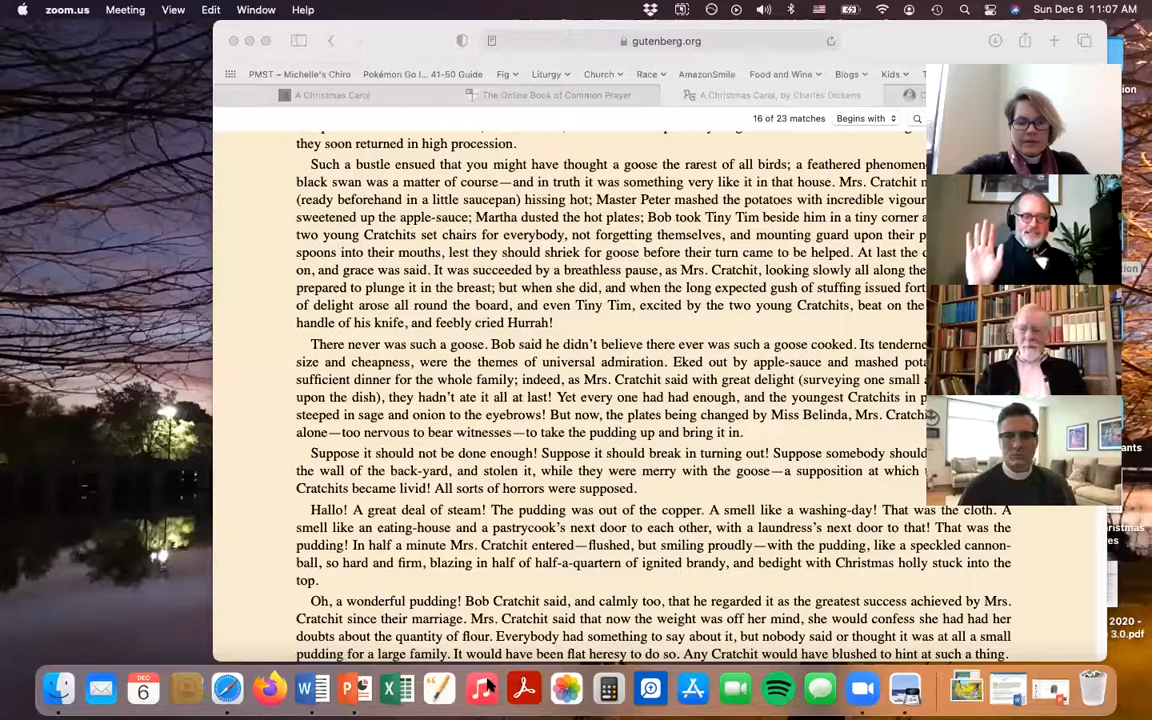 zoom.us Meeting View Edit Window Help Sun Dec 6 11:07 AM
gutenberg.org
PMST – Michelle's Chiro Pokémon Go I... 41-50 Guide Fig Liturgy Church Race AmazonSmile Food and Wine Blogs Kids
A Christmas Carol The Online Book of Common Prayer A Christmas Carol, by Charles Dickens
16 of 23 matches Begins with
they soon returned in high procession.
Such a bustle ensued that you might have thought a goose the rarest of all birds; a feathered phenomen
black swan was a matter of course—and in truth it was something very like it in that house. Mrs. Cratchit
(ready beforehand in a little saucepan) hissing hot; Master Peter mashed the potatoes with incredible vigour
sweetened up the apple-sauce; Martha dusted the hot plates; Bob took Tiny Tim beside him in a tiny corner
two young Cratchits set chairs for everybody, not forgetting themselves, and mounting guard upon their p
spoons into their mouths, lest they should shriek for goose before their turn came to be helped. At last the
on, and grace was said. It was succeeded by a breathless pause, as Mrs. Cratchit, looking slowly all along the
prepared to plunge it in the breast; but when she did, and when the long expected gush of stuffing issued fort
of delight arose all round the board, and even Tiny Tim, excited by the two young Cratchits, beat on the
handle of his knife, and feebly cried Hurrah!
There never was such a goose. Bob said he didn't believe there ever was such a goose cooked. Its tenderne
size and cheapness, were the themes of universal admiration. Eked out by apple-sauce and mashed pota
sufficient dinner for the whole family; indeed, as Mrs. Cratchit said with great delight (surveying one small
upon the dish), they hadn't ate it all at last! Yet every one had had enough, and the youngest Cratchits in p
steeped in sage and onion to the eyebrows! But now, the plates being changed by Miss Belinda, Mrs. Cratch
alone—too nervous to bear witnesses—to take the pudding up and bring it in.
Suppose it should not be done enough! Suppose it should break in turning out! Suppose somebody shoul
the wall of the back-yard, and stolen it, while they were merry with the goose—a supposition at which
Cratchits became livid! All sorts of horrors were supposed.
Hallo! A great deal of steam! The pudding was out of the copper. A smell like a washing-day! That was the cloth. A
smell like an eating-house and a pastrycook's next door to each other, with a laundress's next door to that! That was the
pudding! In half a minute Mrs. Cratchit entered—flushed, but smiling proudly—with the pudding, like a speckled cannon-
ball, so hard and firm, blazing in half of half-a-quartern of ignited brandy, and bedight with Christmas holly stuck into the
top.
Oh, a wonderful pudding! Bob Cratchit said, and calmly too, that he regarded it as the greatest success achieved by Mrs.
Cratchit since their marriage. Mrs. Cratchit said that now the weight was off her mind, she would confess she had had her
doubts about the quantity of flour. Everybody had something to say about it, but nobody said or thought it was at all a small
pudding for a large family. It would have been flat heresy to do so. Any Cratchit would have blushed to hint at such a thing.
2020 -
3.0.pdf
DEC
6